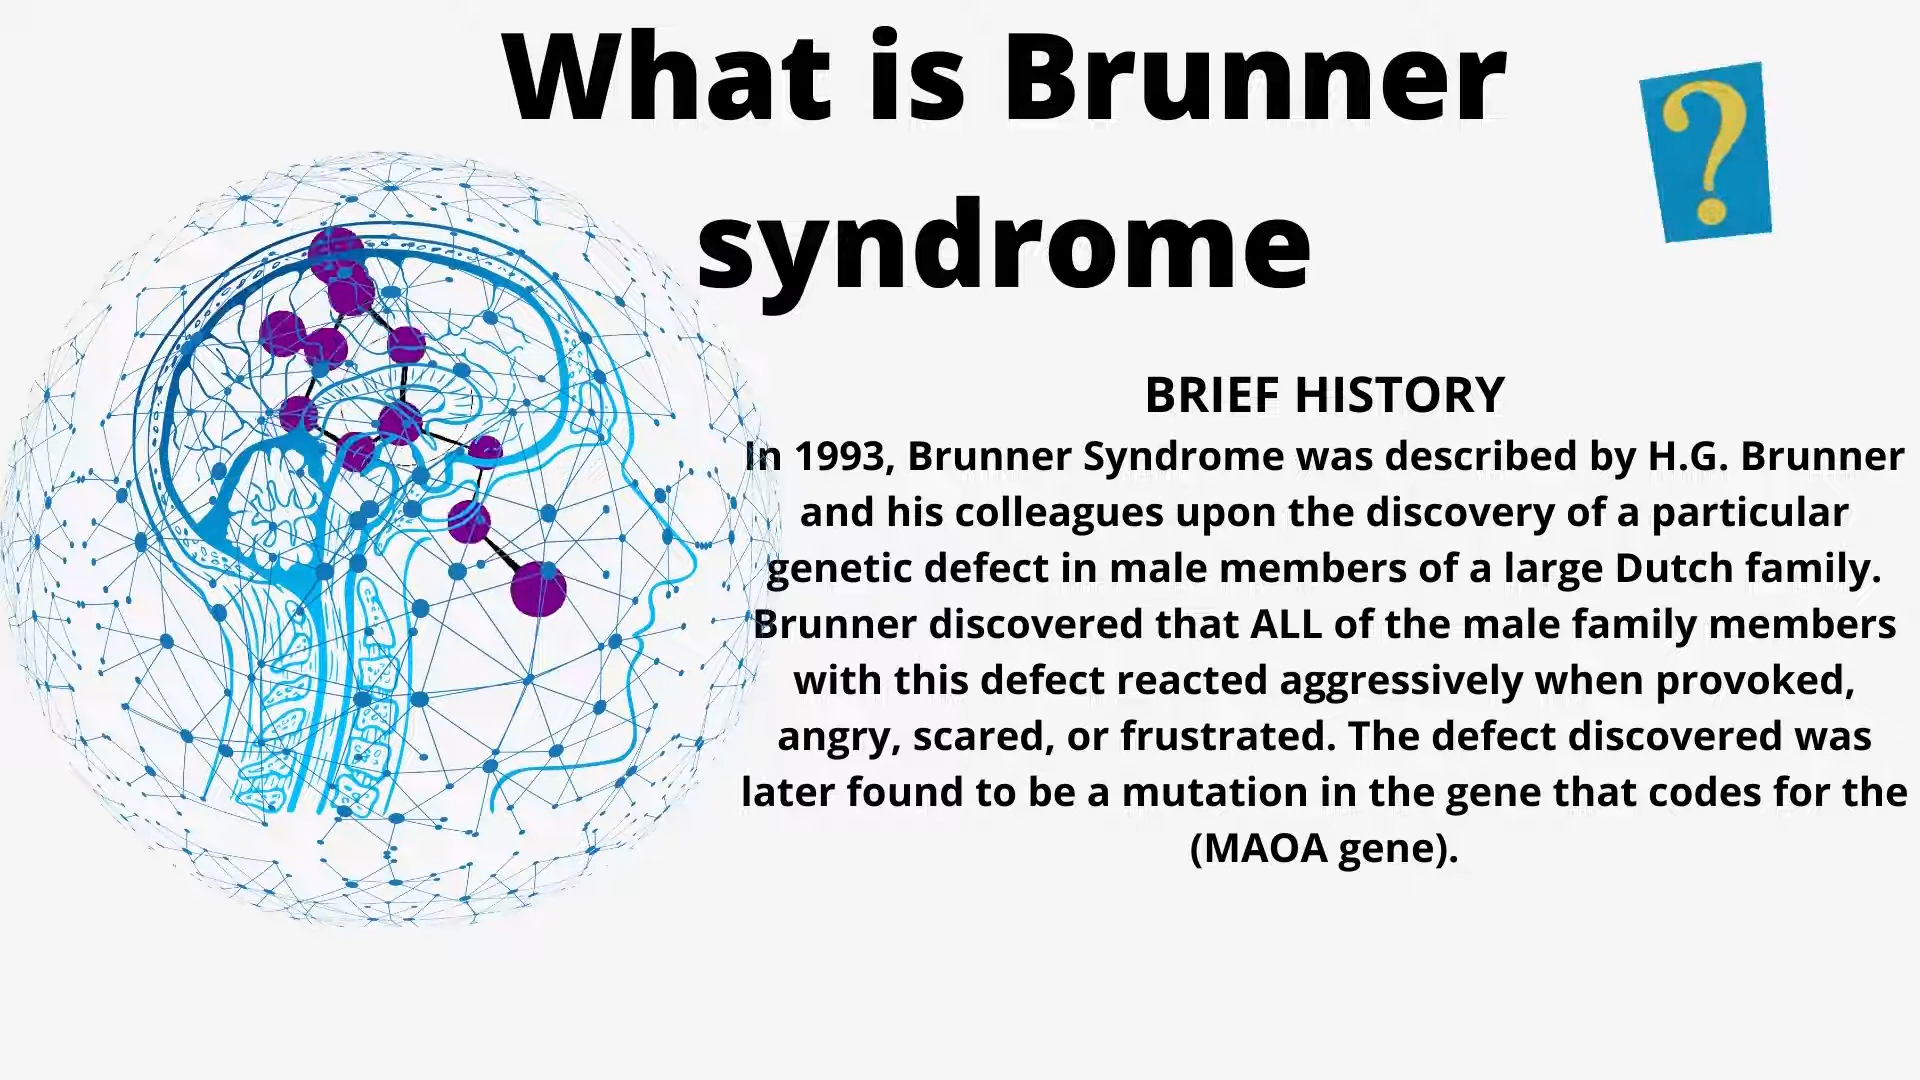 What is Brunner
syndrome
?
BRIEF HISTORY
In 1993, Brunner Syndrome was described by H.G. Brunner
and his colleagues upon the discovery of a particular
genetic defect in male members of a large Dutch family.
Brunner discovered that ALL of the male family members
with this defect reacted aggressively when provoked,
angry, scared, or frustrated. The defect discovered was
later found to be a mutation in the gene that codes for the
(MAOA gene).